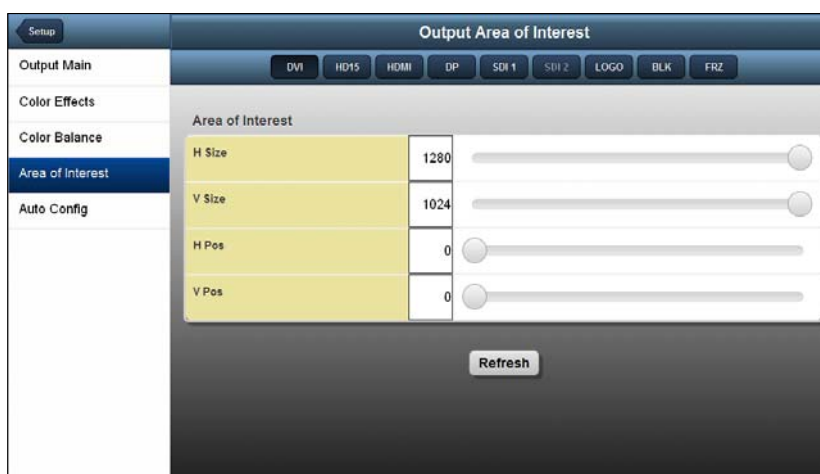 Setup
Output Area of Interest
Output Main
DVI HD15 HDMI DP SDI 1 SDI 2 LOGO BLK FRZ
Color Effects
Color Balance
Area of Interest
Auto Config
Area of Interest
H Size 1280
V Size 1024
H Pos 0
V Pos 0
Refresh